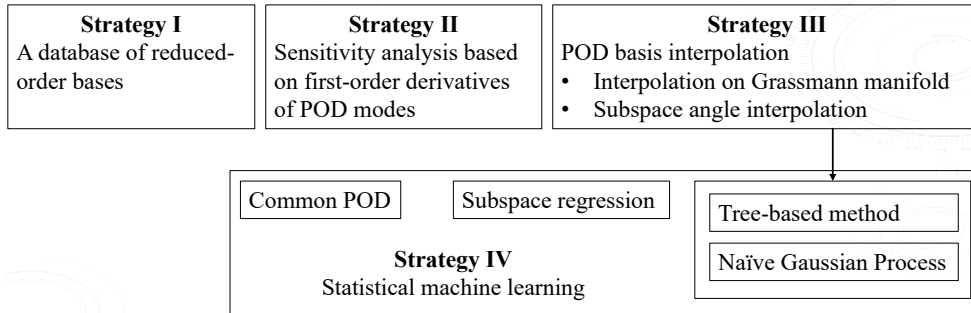 Strategy I
A database of reduced-
order bases
Strategy II
Sensitivity analysis based
on first-order derivatives
of POD modes
Strategy III
POD basis interpolation
• Interpolation on Grassmann manifold
• Subspace angle interpolation
Common POD
Subspace regression
Tree-based method
Naïve Gaussian Process
Strategy IV
Statistical machine learning